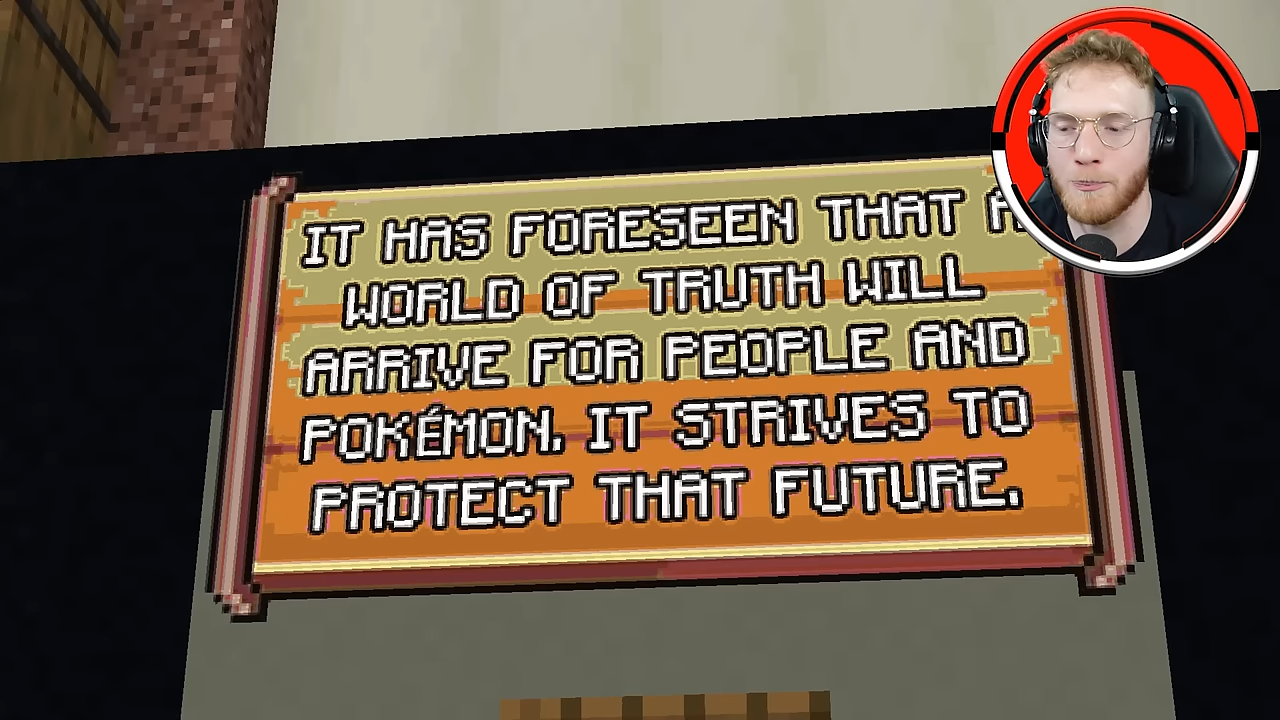 IT HAS FORESEEN THAT A
WORLD OF TRUTH WILL
ARRIVE FOR PEOPLE AND
POKÉMON. IT STRIVES TO
PROTECT THAT FUTURE.